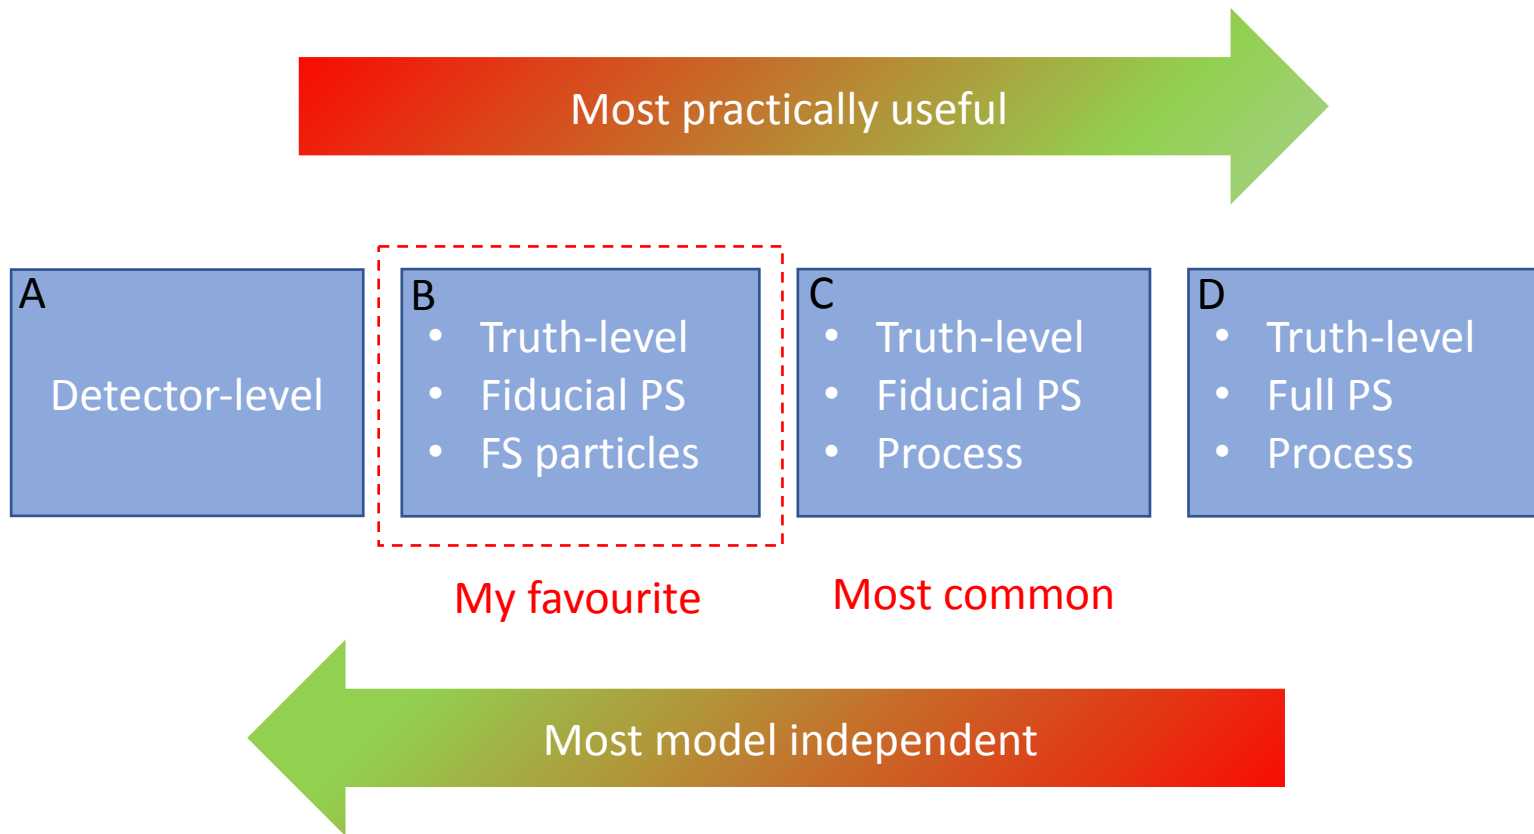 Most practically useful
A
Detector-level
B
• Truth-level
• Fiducial PS
• FS particles
C
• Truth-level
• Fiducial PS
• Process
D
• Truth-level
• Full PS
• Process
My favourite
Most common
Most model independent